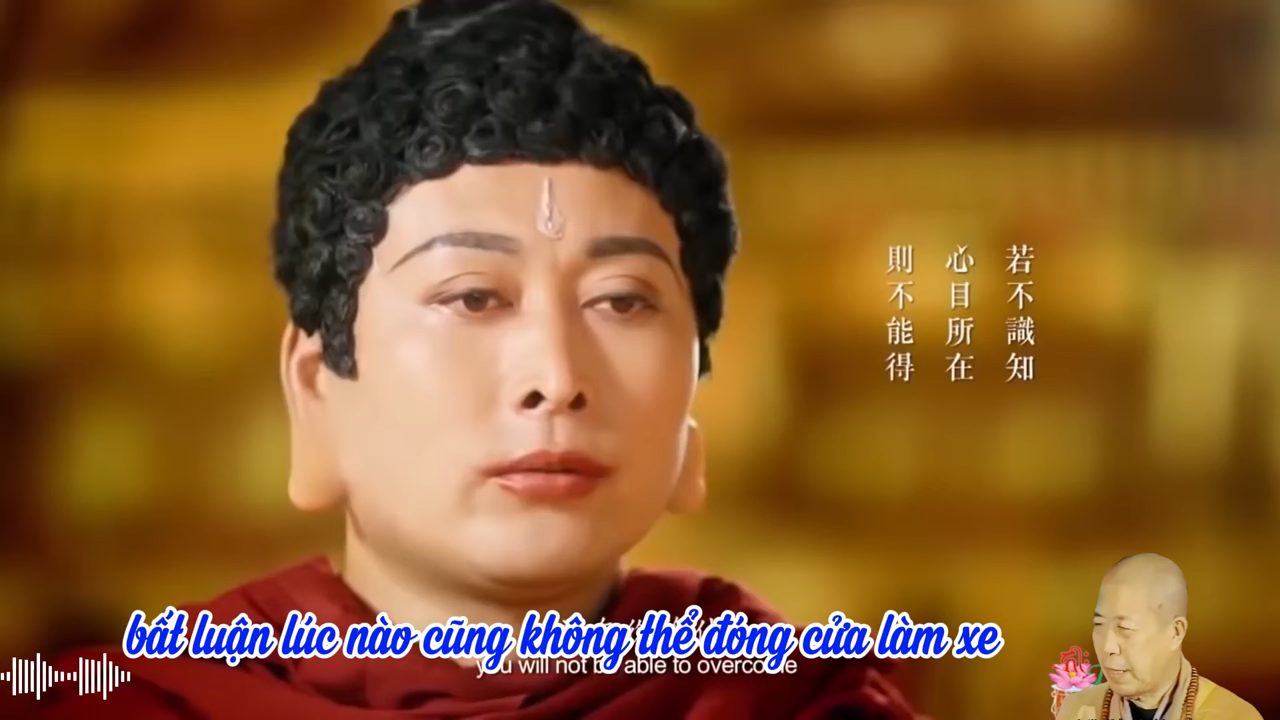 若不識知
心目所在
則不能得
bất luận lúc nào cũng không thể đóng cửa làm xe
you will not be able to overcome